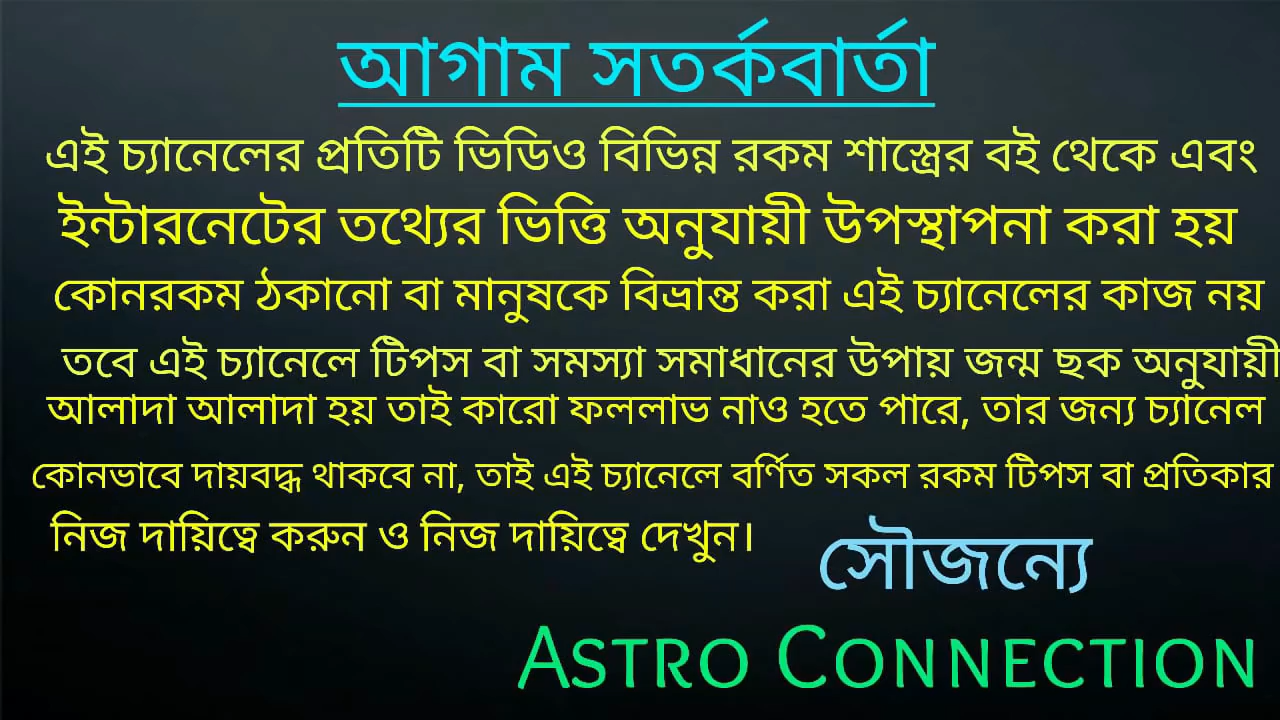 আগাম সতর্কবার্তা
এই চ্যানেলের প্রতিটি ভিডিও বিভিন্ন রকম শাস্ত্রের বই থেকে এবং
ইন্টারনেটের তথ্যের ভিত্তি অনুযায়ী উপস্থাপনা করা হয়
কোনরকম ঠকানো বা মানুষকে বিভ্রান্ত করা এই চ্যানেলের কাজ নয়
তবে এই চ্যানেলে টিপস বা সমস্যা সমাধানের উপায় জন্ম ছক অনুযায়ী
আলাদা আলাদা হয় তাই কারো ফললাভ নাও হতে পারে, তার জন্য চ্যানেল
কোনভাবে দায়বদ্ধ থাকবে না, তাই এই চ্যানেলে বর্ণিত সকল রকম টিপস বা প্রতিকার
নিজ দায়িত্বে করুন ও নিজ দায়িত্বে দেখুন।
সৌজন্যে
ASTRO CONNECTION